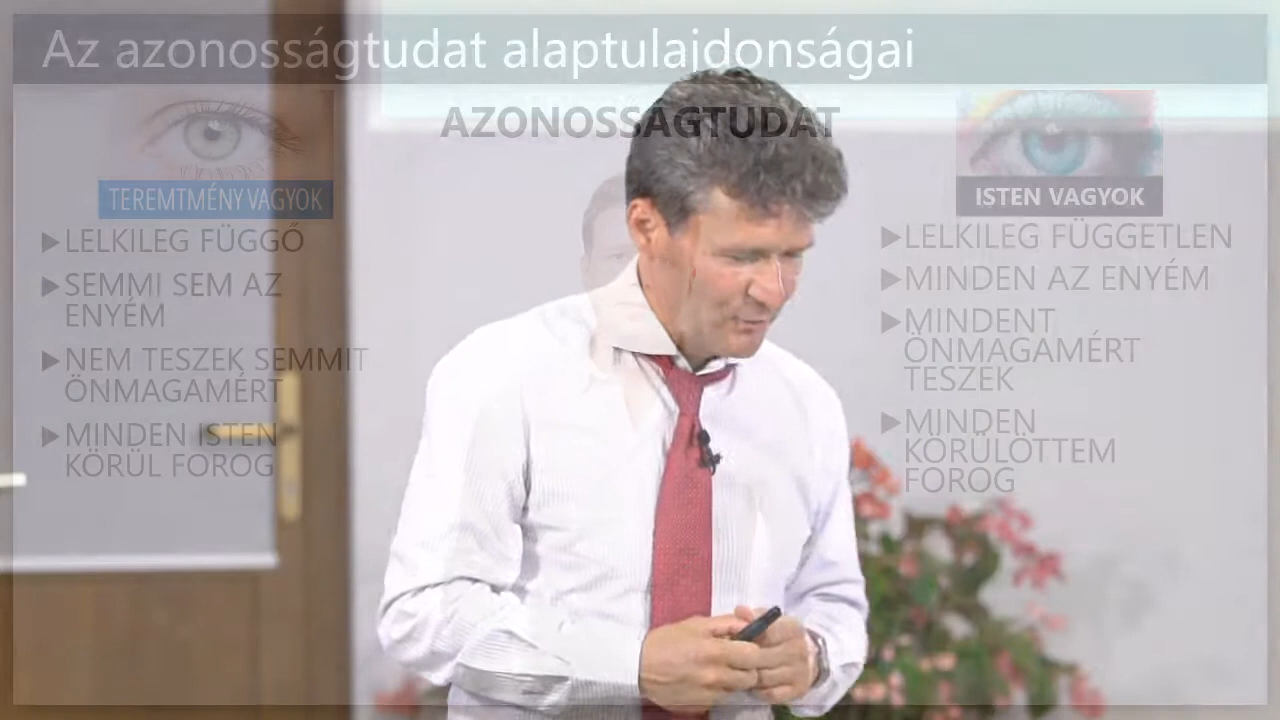 Az azonosságtudat alaptulajdonságai
AZONOSSÁGTUDAT
TEREMTMÉNY VAGYOK
LELKILEG FÜGGŐ
SEMMI SEM AZ
ENYÉM
NEM TESZEK SEMMIT
ÖNMAGAMÉRT
MINDEN ISTEN
KÖRÜL FOROG
ISTEN VAGYOK
LELKILEG FÜGGETLEN
MINDEN AZ ENYÉM
MINDENT
ÖNMAGAMÉRT
TESZEK
MINDEN
KÖRÜLÖTTEM
FOROG